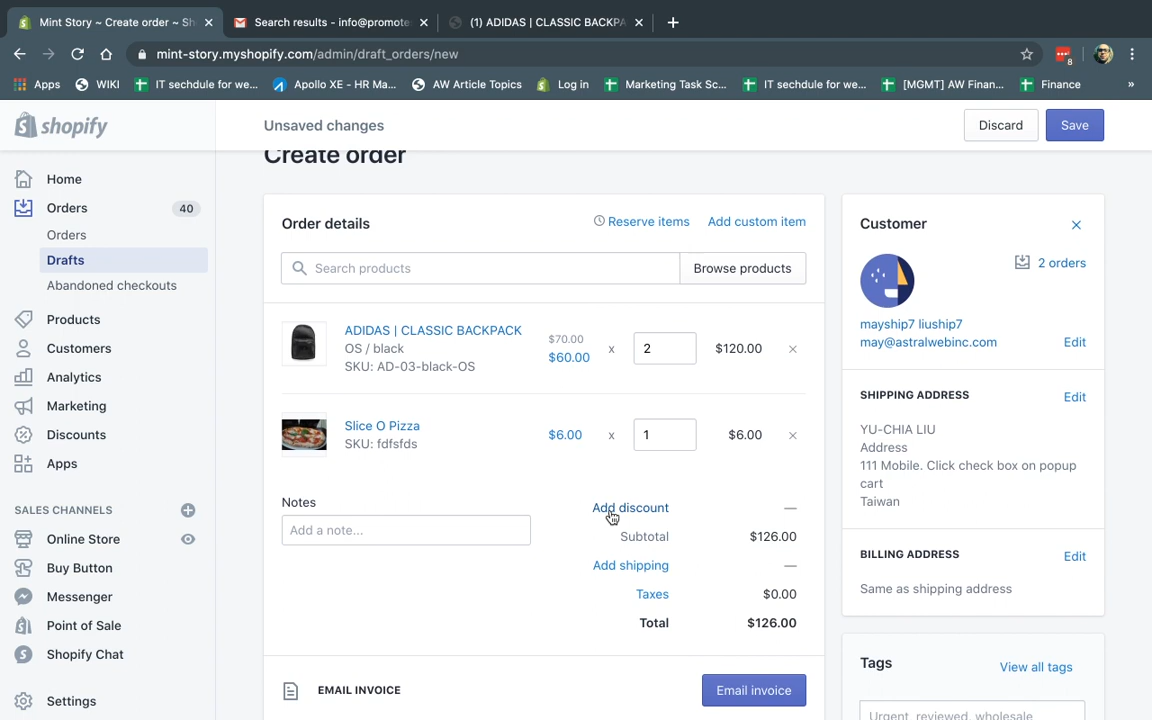 Mint Story ~ Create order ~ Sh
Search results - info@promote
(1) ADIDAS | CLASSIC BACKPA
mint-story.myshopify.com/admin/draft_orders/new
8
Apps
WIKI
IT techdule for we...
Apollo XE - HR Ma...
AW Article Topics
Log in
Marketing Task Sc...
IT techdule for we...
[MGMT] AW Finan...
Finance
»
shopify
Unsaved changes
Discard
Save
Home
Orders
40
Orders
Drafts
Abandoned checkouts
Products
Customers
Analytics
Marketing
Discounts
Apps
SALES CHANNELS
Online Store
Buy Button
Messenger
Point of Sale
Shopify Chat
Settings
Create order
Order details
Reserve items
Add custom item
Search products
Browse products
ADIDAS | CLASSIC BACKPACK
OS / black
SKU: AD-03-black-OS
$70.00
$60.00
x
2
$120.00
Slice O Pizza
SKU: fdfsfds
$6.00
x
1
$6.00
Notes
Add a note...
Add discount
—
Subtotal
$126.00
Add shipping
—
Taxes
$0.00
Total
$126.00
EMAIL INVOICE
Email invoice
Customer
2 orders
mayship7 liuship7
may@astralwebinc.com
Edit
SHIPPING ADDRESS
Edit
YU-CHIA LIU
Address
111 Mobile. Click check box on popup
cart
Taiwan
BILLING ADDRESS
Edit
Same as shipping address
Tags
View all tags
Urgent, reviewed, wholesale